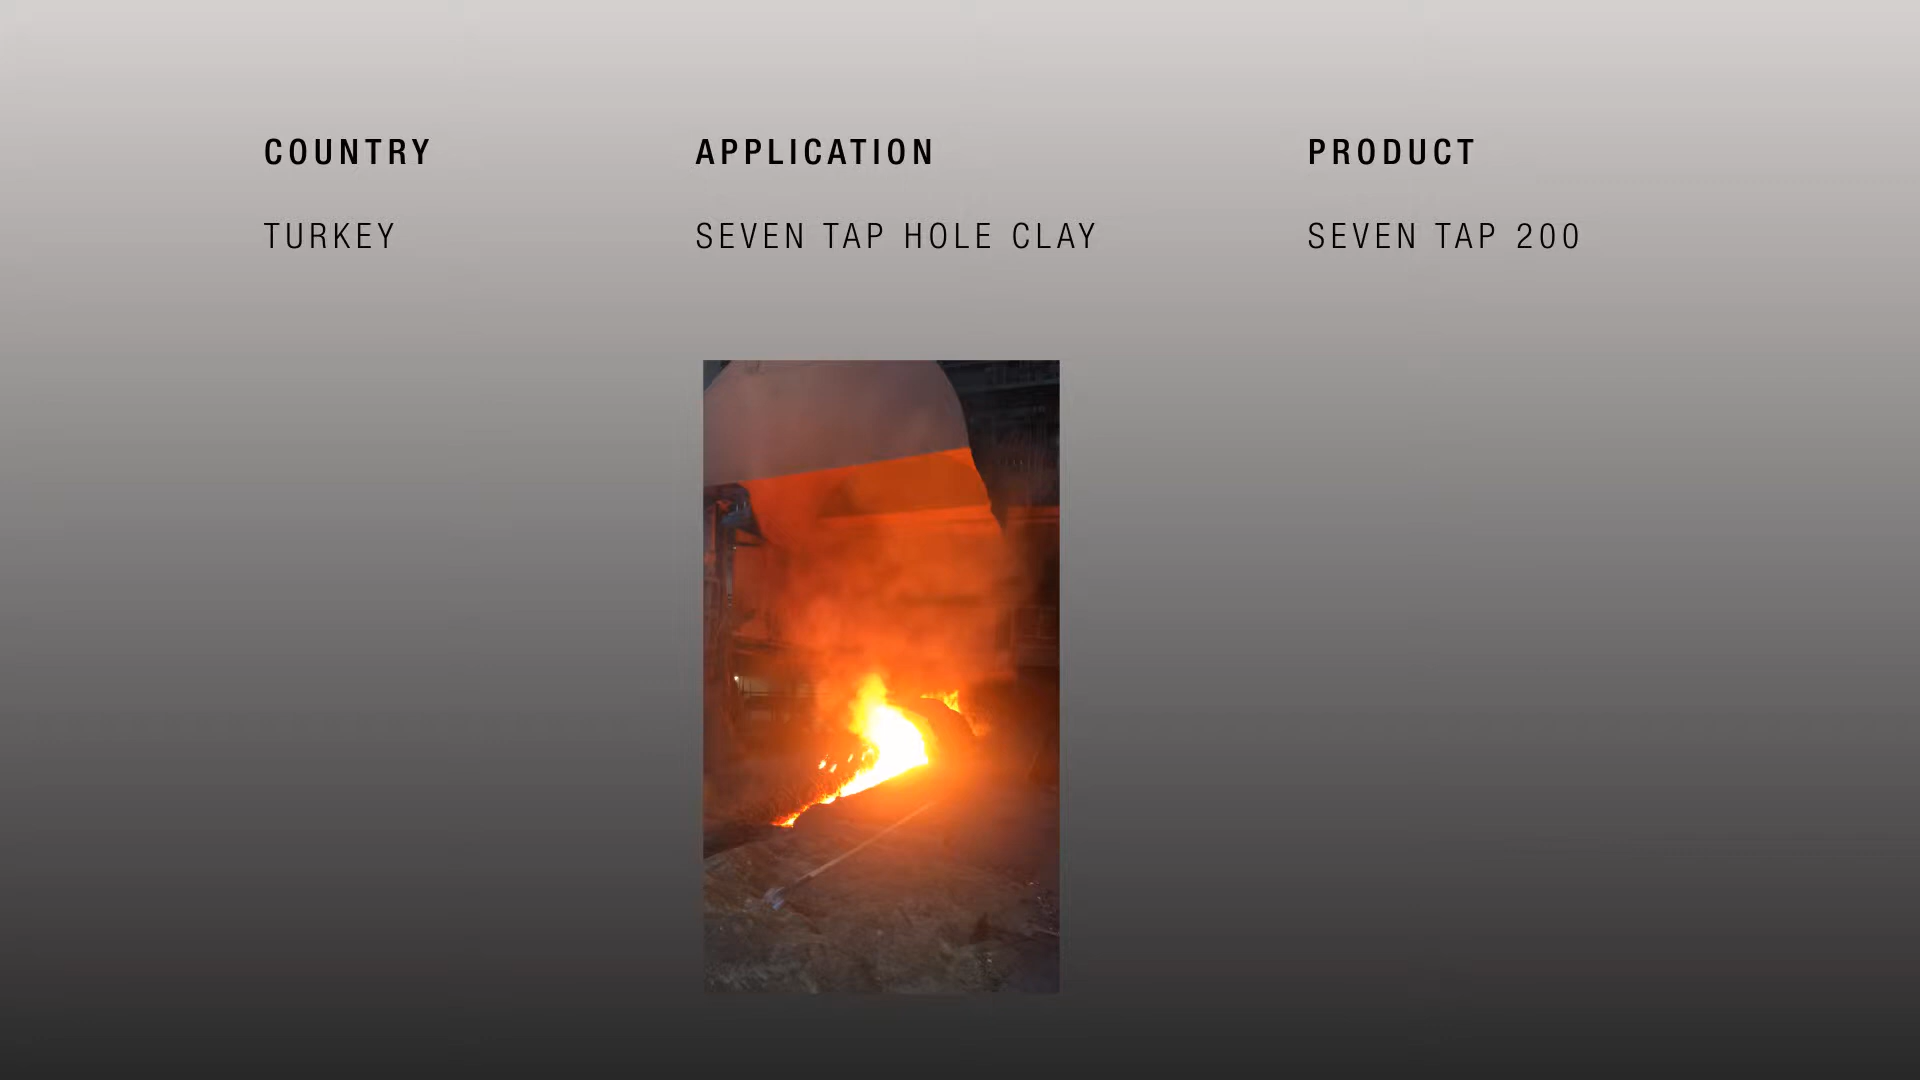 COUNTRY APPLICATION PRODUCT
TURKEY SEVEN TAP HOLE CLAY SEVEN TAP 200